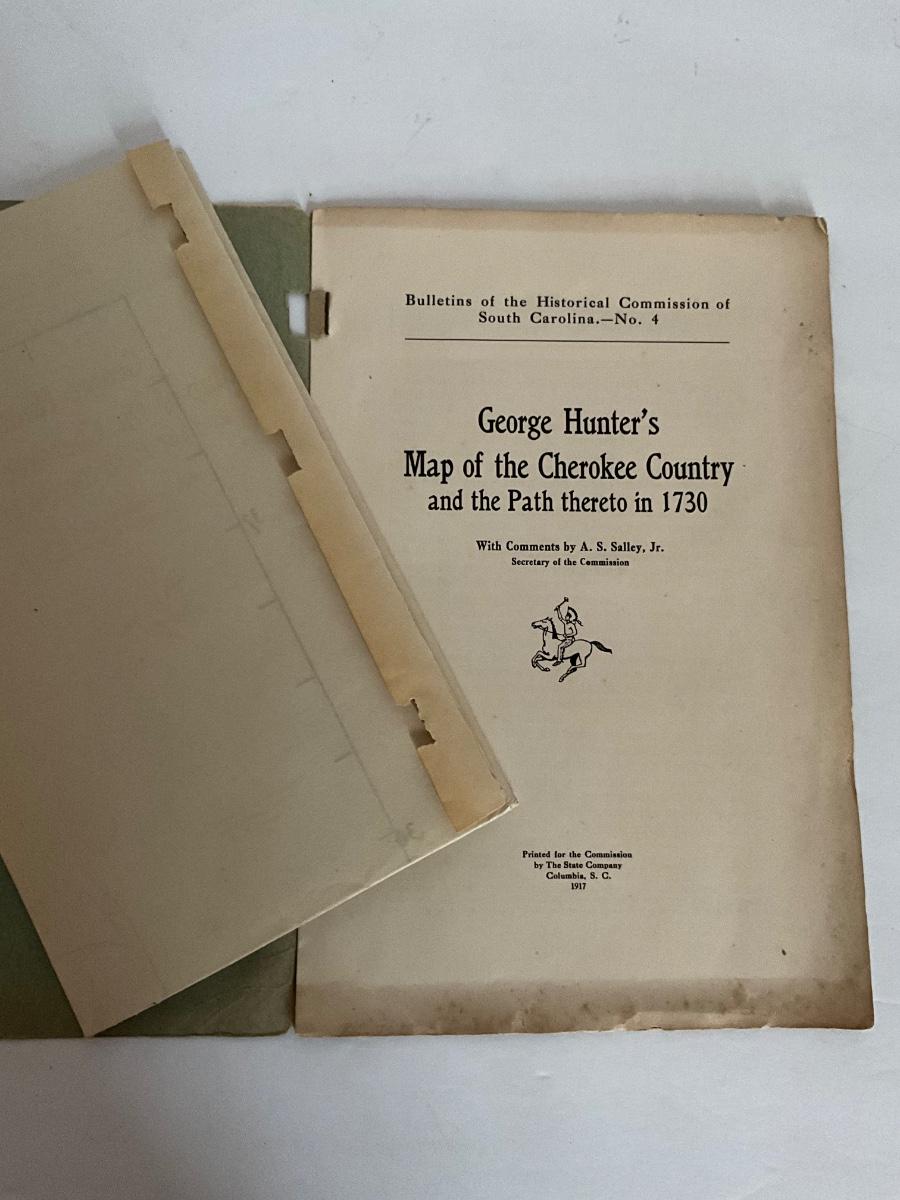 Bulletins of the Historical Commission of
South Carolina.—No. 4
George Hunter's
Map of the Cherokee Country
and the Path thereto in 1730
With Comments by A. S. Salley, Jr.
Secretary of the Commission
Printed for the Commission
by The State Company
Columbia, S. C.
1917